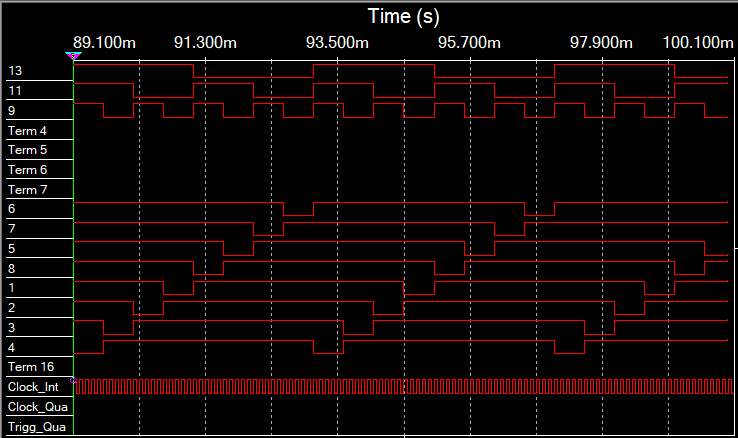 Time (s)
89.100m 91.300m 93.500m 95.700m 97.900m 100.100m
13
11
9
Term 4
Term 5
Term 6
Term 7
6
7
5
8
1
2
3
4
Term 16
Clock_Int
Clock_Qua
Trigg_Qua